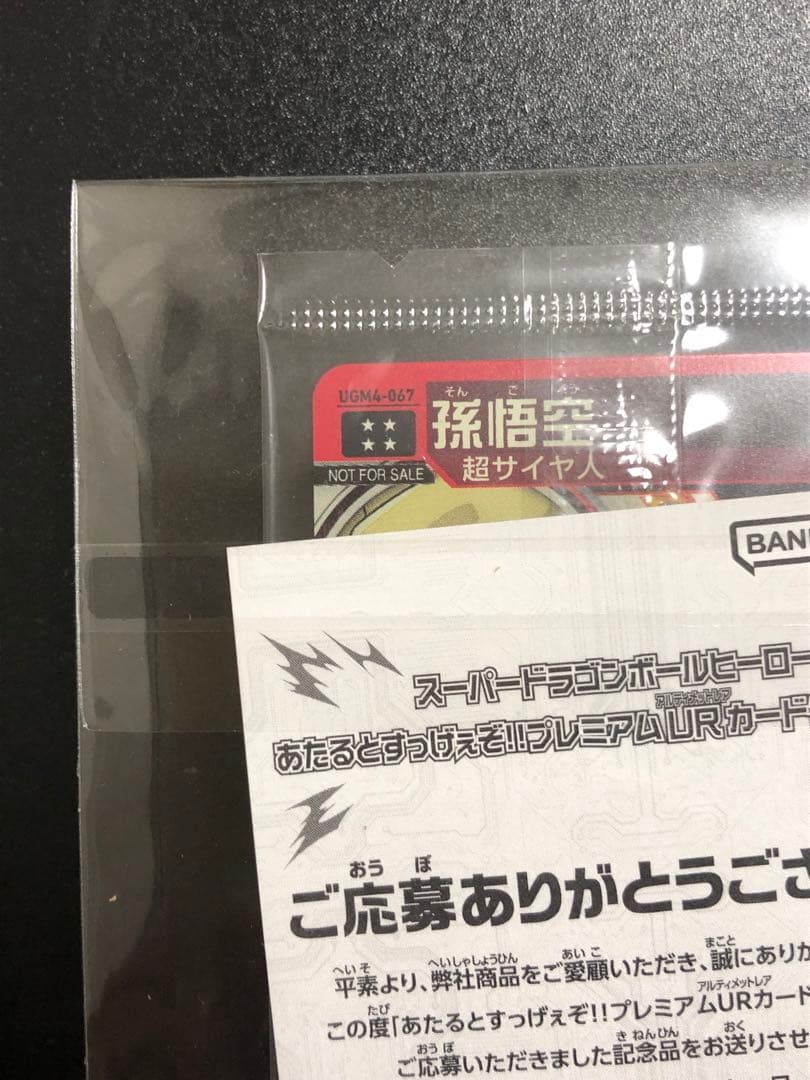 UGM4-067
そん ご くう
孫悟空
超サイヤ人
NOT FOR SALE
BAN
スーパードラゴンボールヒーロー
アルティメットレア
あたるとすっげぇぞ!!プレミアムURカード
おう ぼ
ご応募ありがとうござ
へいそ へいしゃしょうひん あいこ まこと
平素より、弊社商品をご愛顧いただき、誠にありが
たび アルティメットレア
この度「あたるとすっげぇぞ!!プレミアムURカード
おうぼ きねんひん おく
ご応募いただきました記念品をお送りさせ